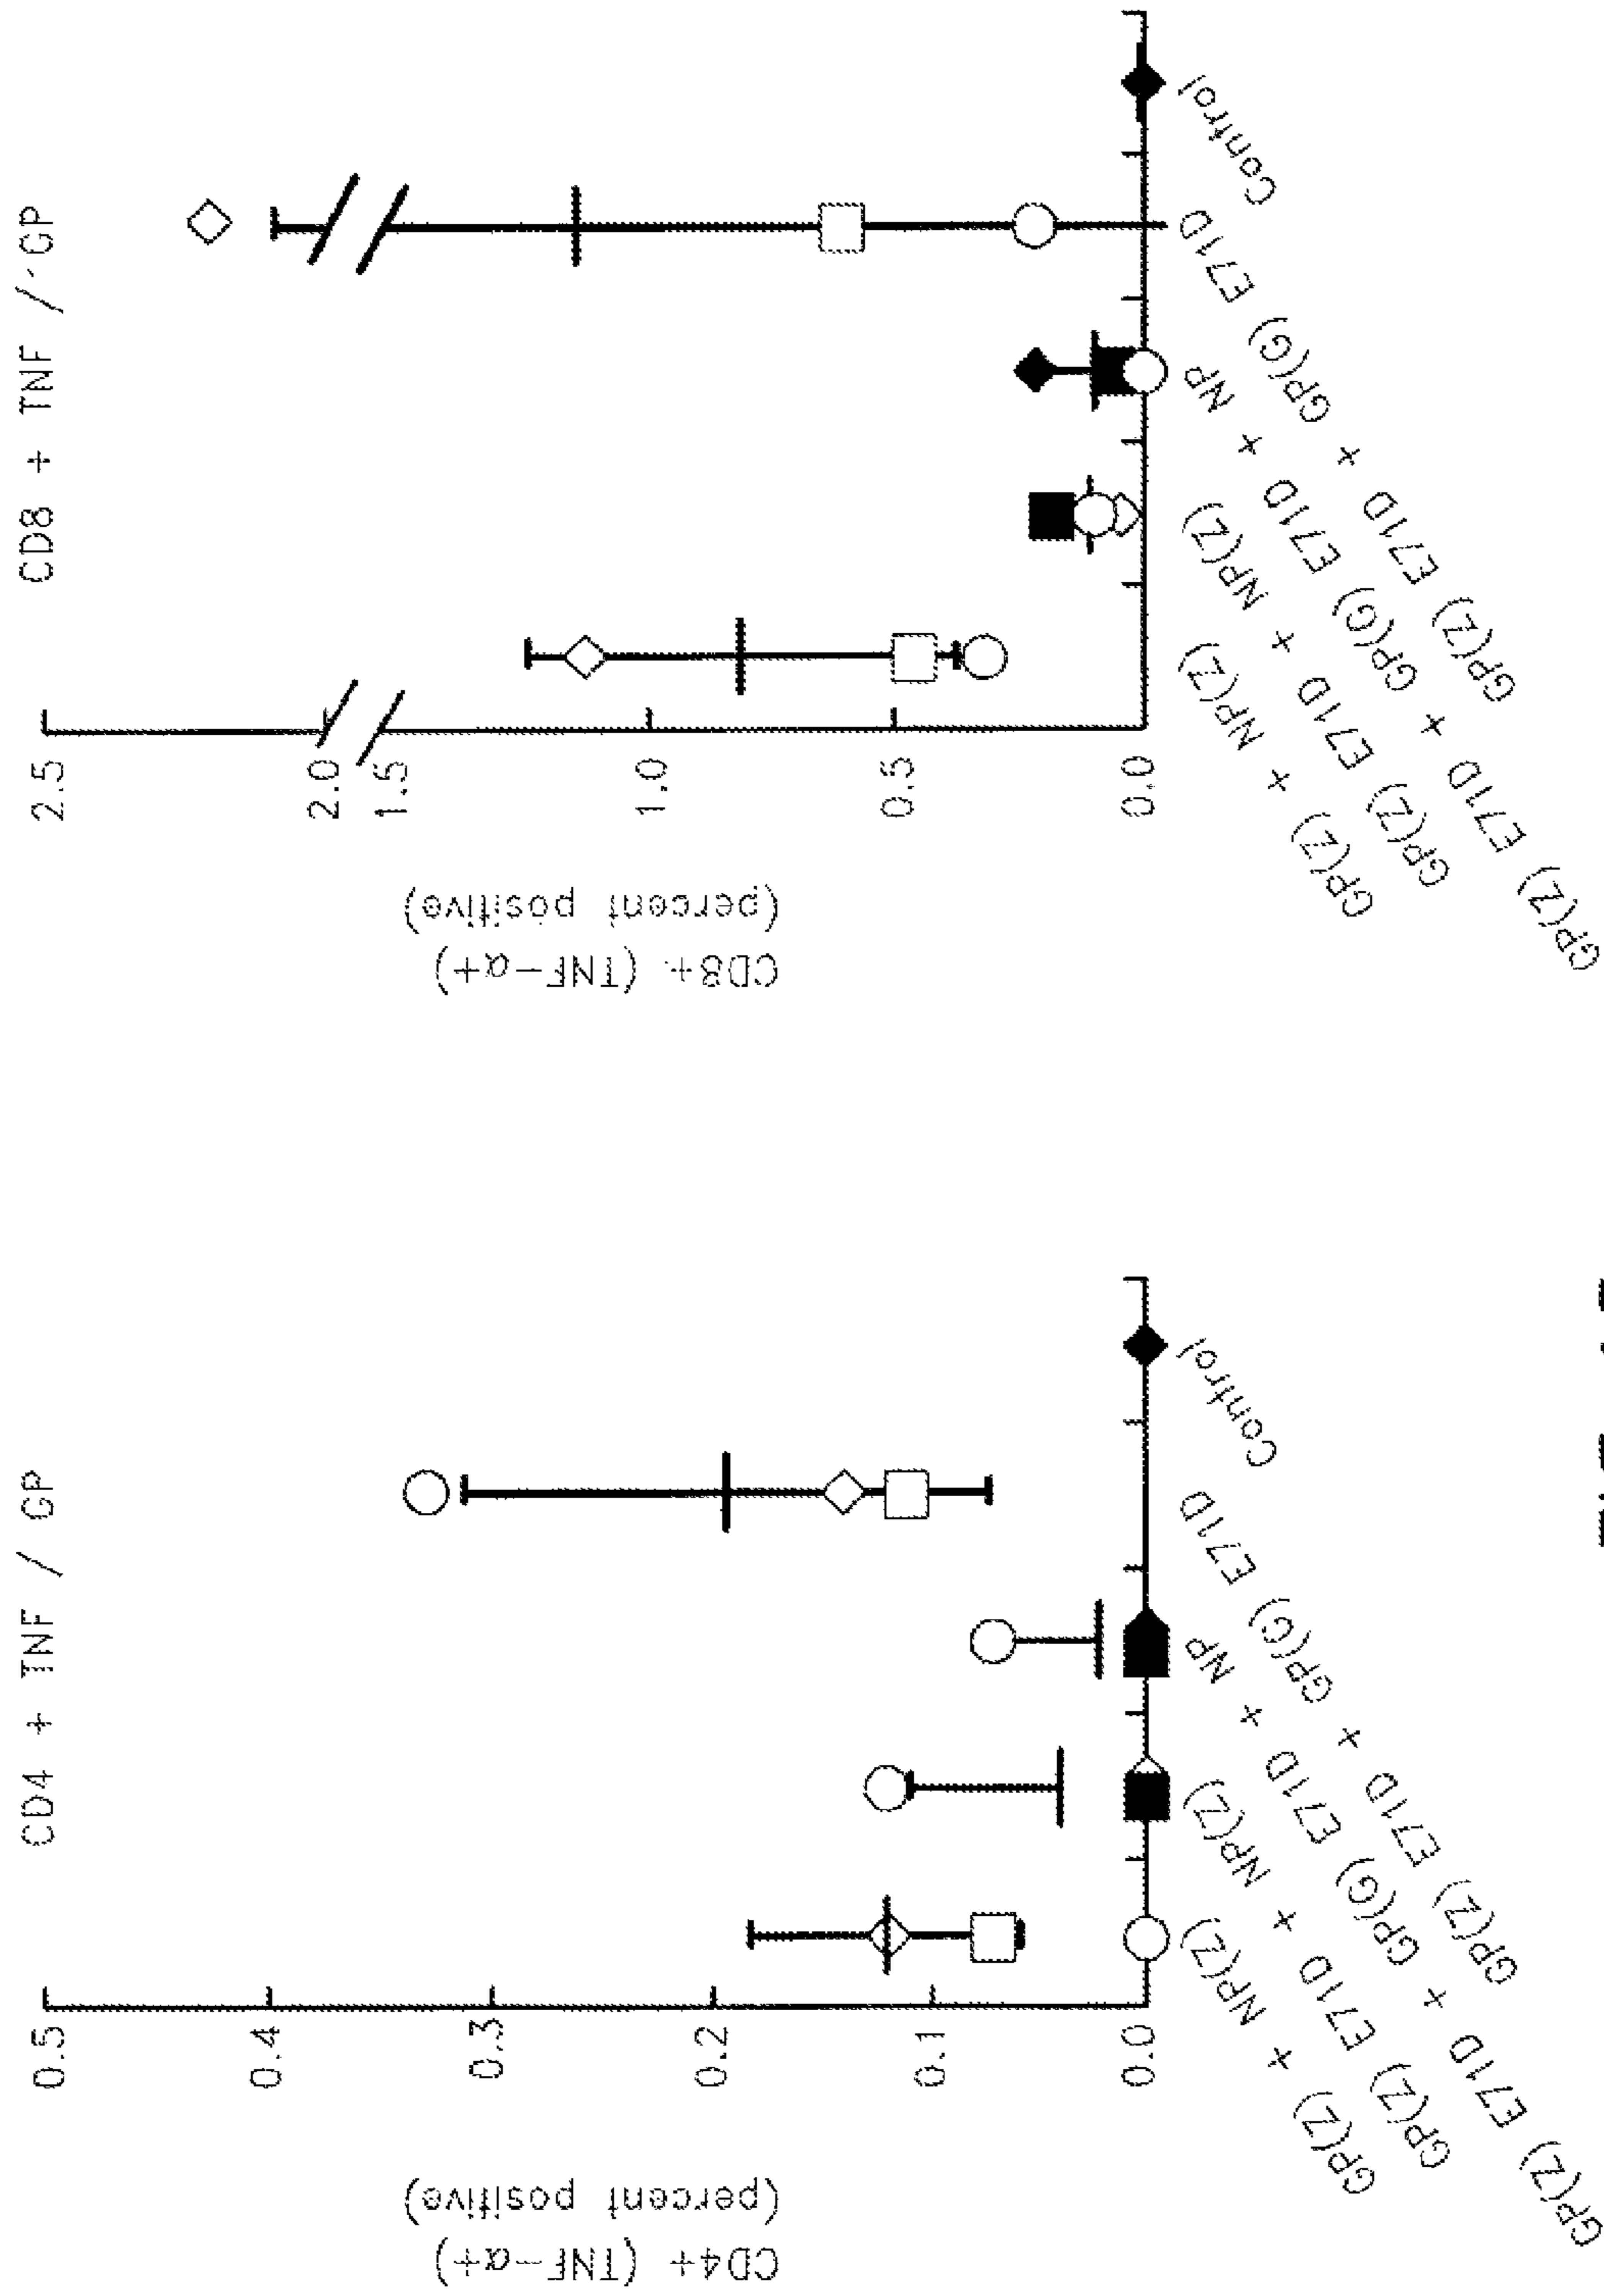 CD4 + TNF / GP
CD4+ (TNF-α+)
(percent positive)
0.5
0.4
0.3
0.2
0.1
0.0
GP(Z) + NP(Z)
GP(Z) E71D + NP(Z)
GP(Z) E71D + GP(G) E71D + NP
GP(Z) E71D + GP(G) E71D
Control
CD8 + TNF / GP
CD8+ (TNF-α+)
(percent positive)
2.5
2.0
1.5
1.0
0.5
0.0
GP(Z) + NP(Z)
GP(Z) E71D + NP(Z)
GP(Z) E71D + GP(G) E71D + NP
GP(Z) E71D + GP(G) E71D
Control